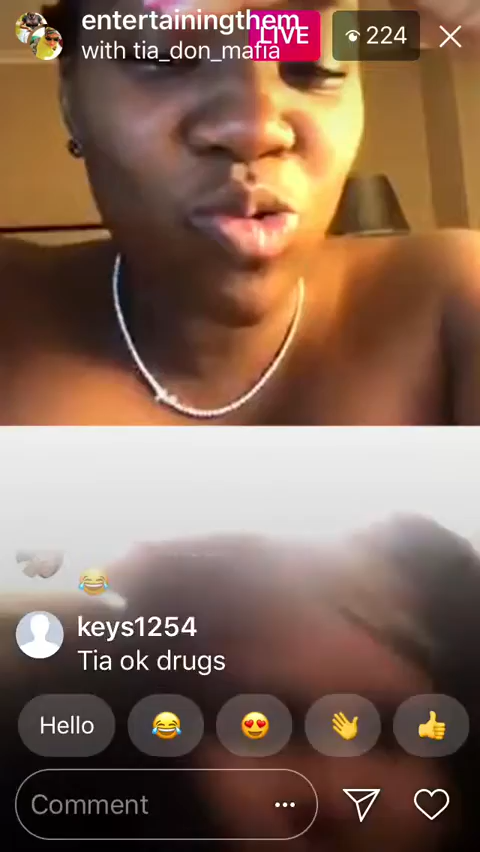 entertainingthem
LIVE
224
with tia_don_mafia
keys1254
Tia ok drugs
Hello
Comment